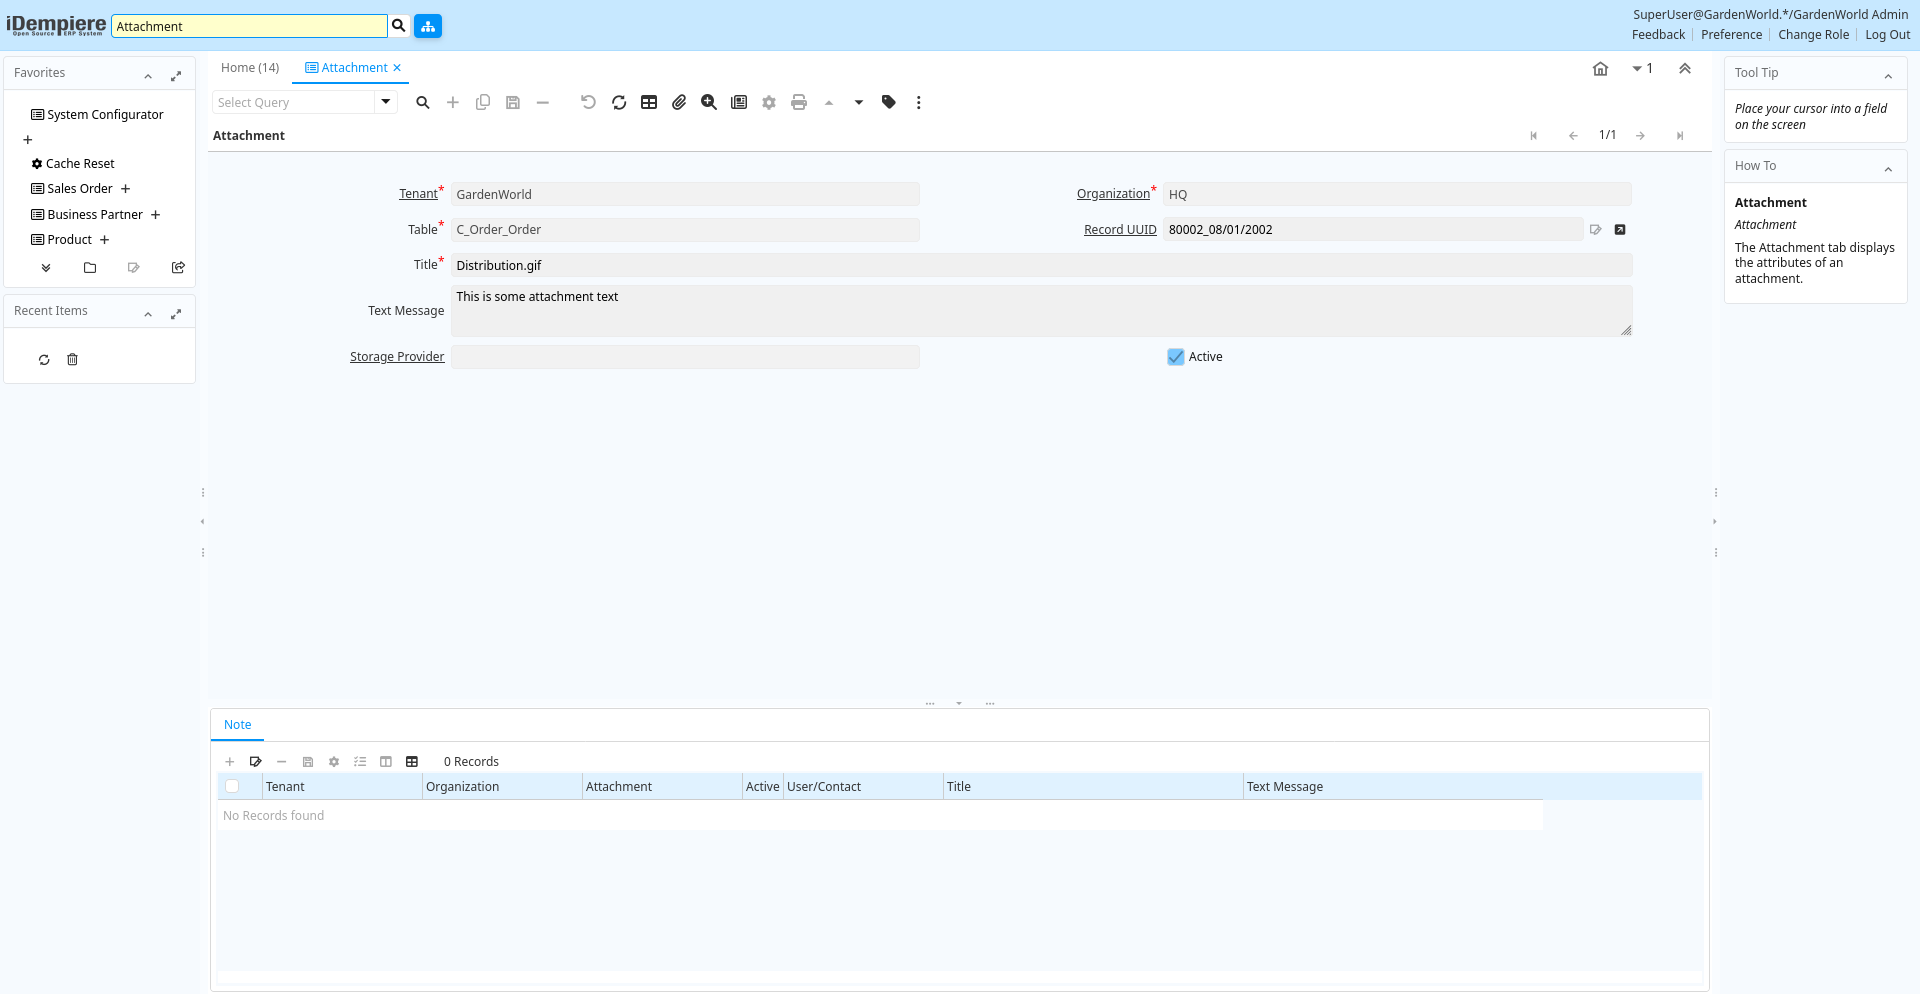 iDempiere
Open Source ERP System
Attachment
SuperUser@GardenWorld.*/GardenWorld Admin
Feedback
Preference
Change Role
Log Out
Favorites
System Configurator
Cache Reset
Sales Order
Business Partner
Product
Recent Items
Home (14)
Attachment
1
Select Query
Attachment
1/1
Tenant*
GardenWorld
Organization*
HQ
Table*
C_Order_Order
Record UUID
80002_08/01/2002
Title*
Distribution.gif
Text Message
This is some attachment text
Storage Provider
Active
Note
0 Records
Tenant
Organization
Attachment
Active
User/Contact
Title
Text Message
No Records found
Tool Tip
Place your cursor into a field
on the screen
How To
Attachment
Attachment
The Attachment tab displays
the attributes of an
attachment.